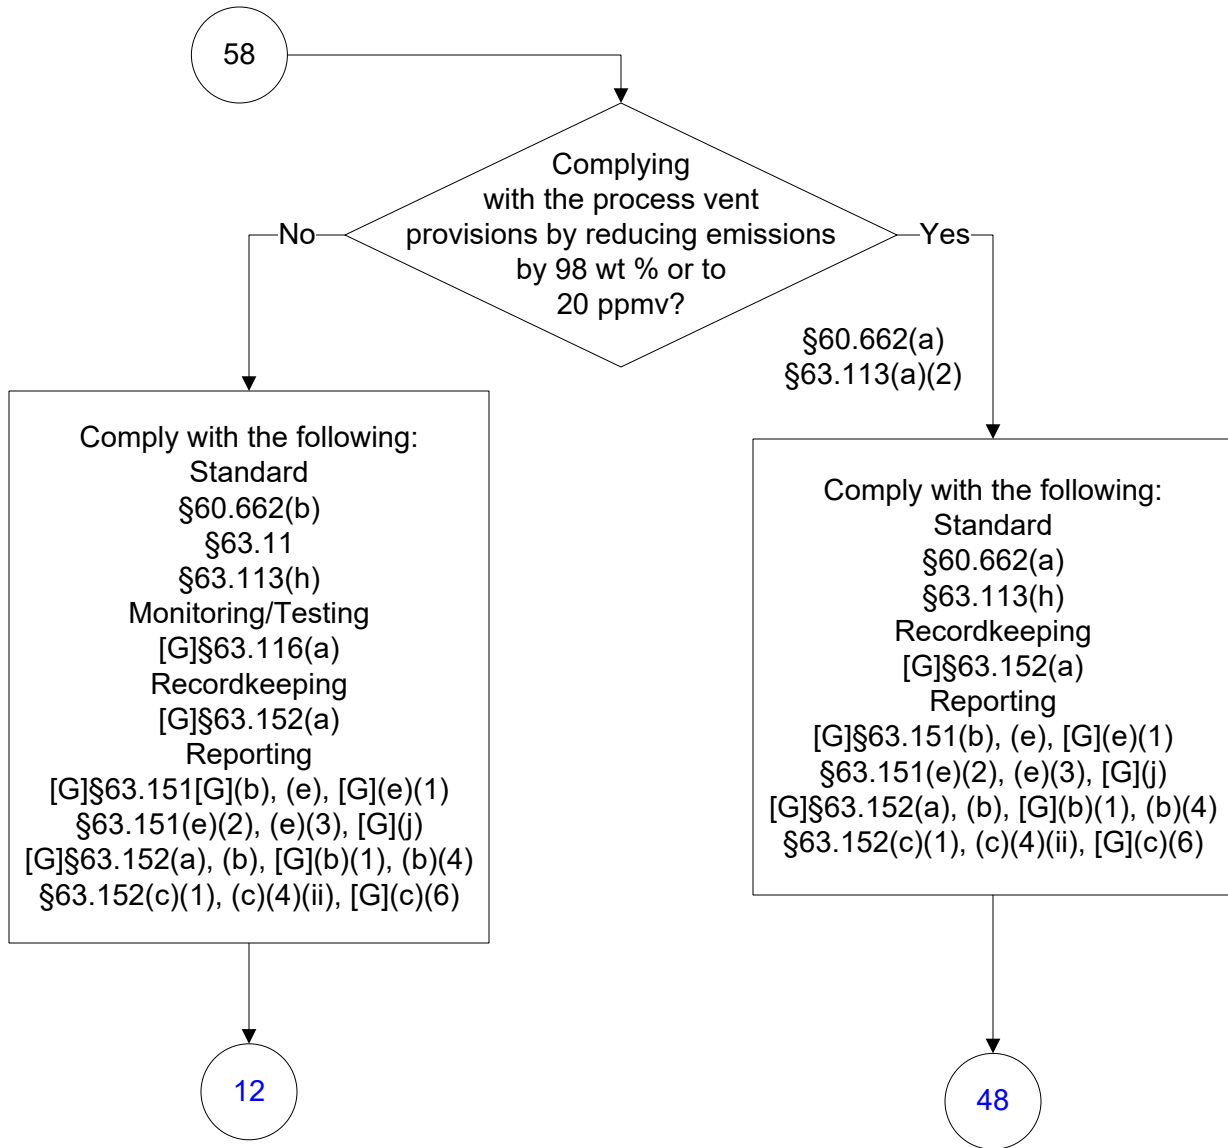 58
Complying
with the process vent
provisions by reducing emissions
by 98 wt % or to
20 ppmv?
No
Yes
§60.662(a)
§63.113(a)(2)
Comply with the following:
Standard
§60.662(b)
§63.11
§63.113(h)
Monitoring/Testing
[G]§63.116(a)
Recordkeeping
[G]§63.152(a)
Reporting
[G]§63.151[G](b), (e), [G](e)(1)
§63.151(e)(2), (e)(3), [G](j)
[G]§63.152(a), (b), [G](b)(1), (b)(4)
§63.152(c)(1), (c)(4)(ii), [G](c)(6)
12
Comply with the following:
Standard
§60.662(a)
§63.113(h)
Recordkeeping
[G]§63.152(a)
Reporting
[G]§63.151(b), (e), [G](e)(1)
§63.151(e)(2), (e)(3), [G](j)
[G]§63.152(a), (b), [G](b)(1), (b)(4)
§63.152(c)(1), (c)(4)(ii), [G](c)(6)
48